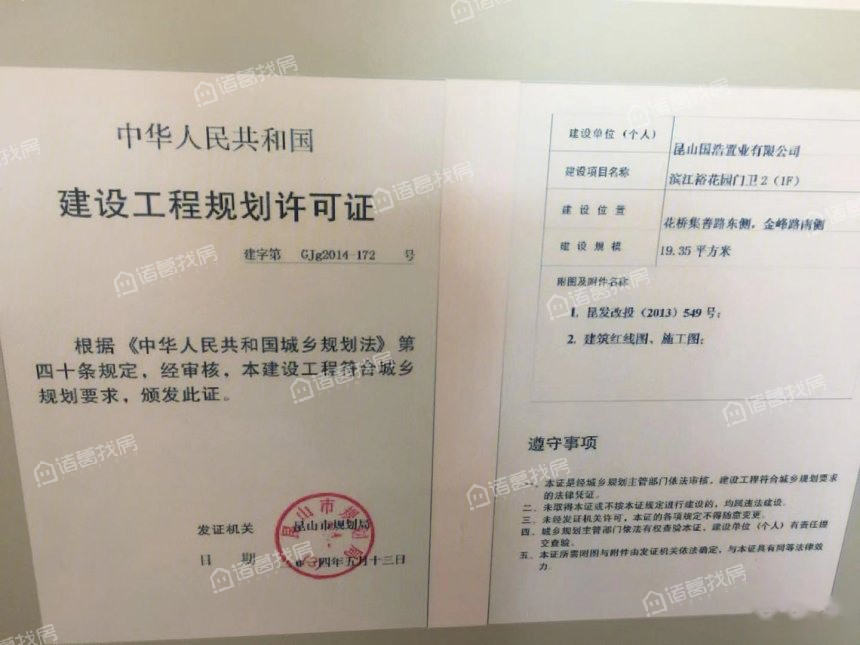 中华人民共和国
建设工程规划许可证
建字第 GJg2014-172 号
根据《中华人民共和国城乡规划法》第
四十条规定，经审核，本建设工程符合城乡
规划要求，颁发此证。
发证机关 昆山市规划局
日期 四年五月十三日
建设单位（个人） 昆山国浩置业有限公司
建设项目名称 滨江裕花园门卫2（1F）
建设位置 花桥集善路东侧，金峰路南侧
建设规模 19.35平方米
附图及附件名称
1. 昆发改投（2013）549号；
2. 建筑红线图、施工图；
遵守事项
一、本证是经城乡规划主管部门依法审核，建设工程符合城乡规划要求
的法律凭证。
二、未取得本证或不按本证规定进行建设的，均属违法建设。
三、未经发证机关许可，本证的各项规定不得随意变更。
四、城乡规划主管部门依法有权查验本证，建设单位（个人）有责任提
交查验。
五、本证所需附图与附件由发证机关依法确定，与本证具有同等法律效
力。
诸葛找房